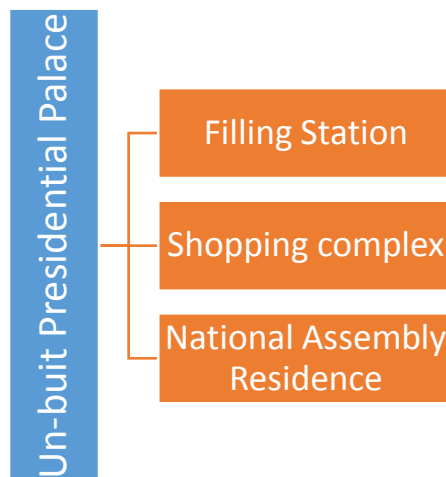 Un-buit Presidential Palace
Filling Station
Shopping complex
National Assembly
Residence